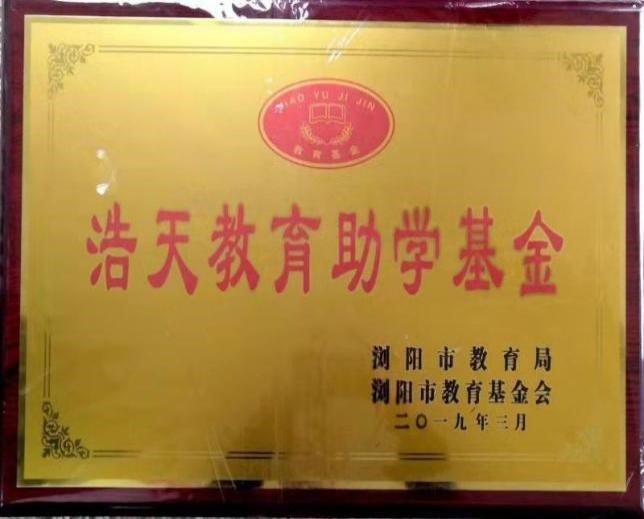 JIAO YU JI JIN
教育基金
浩天教育助学基金
浏阳市教育局
浏阳市教育基金会
二〇一九年三月